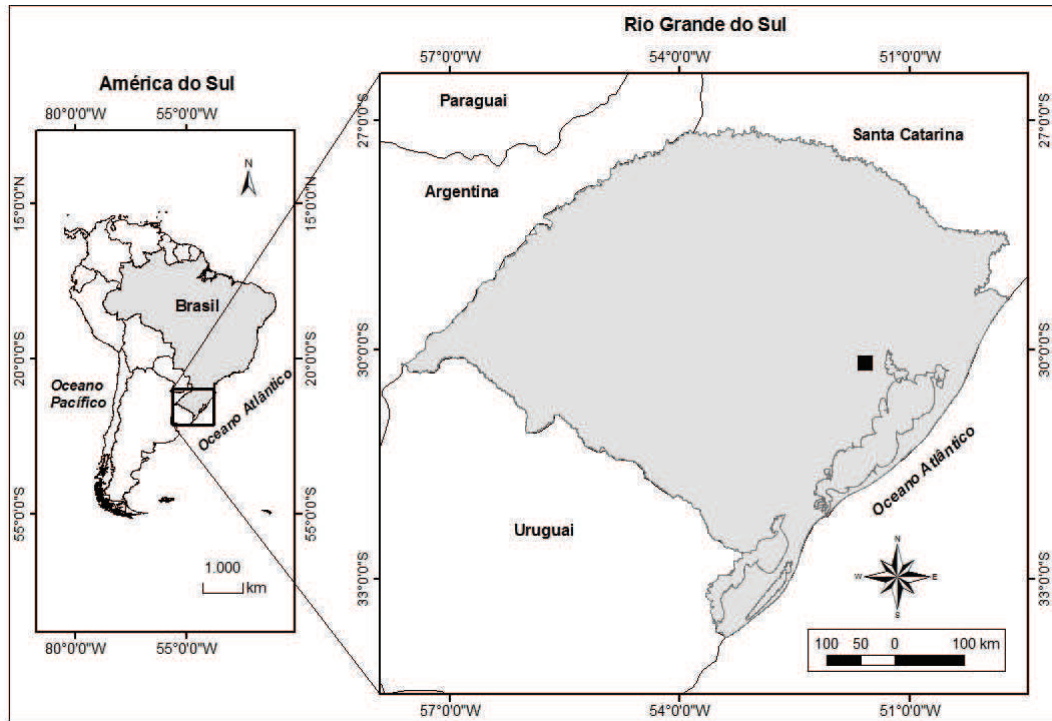 Rio Grande do Sul
57°0'0"W 54°0'0"W 51°0'0"W
América do Sul
80°0'0"W 55°0'0"W
Paraguai
Santa Catarina
27°0'0"S
27°0'0"S
Argentina
N
15°0'0"N
15°0'0"N
Brasil
20°0'0"S
20°0'0"S
30°0'0"S
30°0'0"S
Oceano
Pacífico
Oceano Atlântico
Oceano Atlântico
Uruguai
55°0'0"S
55°0'0"S
33°0'0"S
33°0'0"S
N
W E
S
1.000
km
100 50 0 100 km
80°0'0"W 55°0'0"W
57°0'0"W 54°0'0"W 51°0'0"W